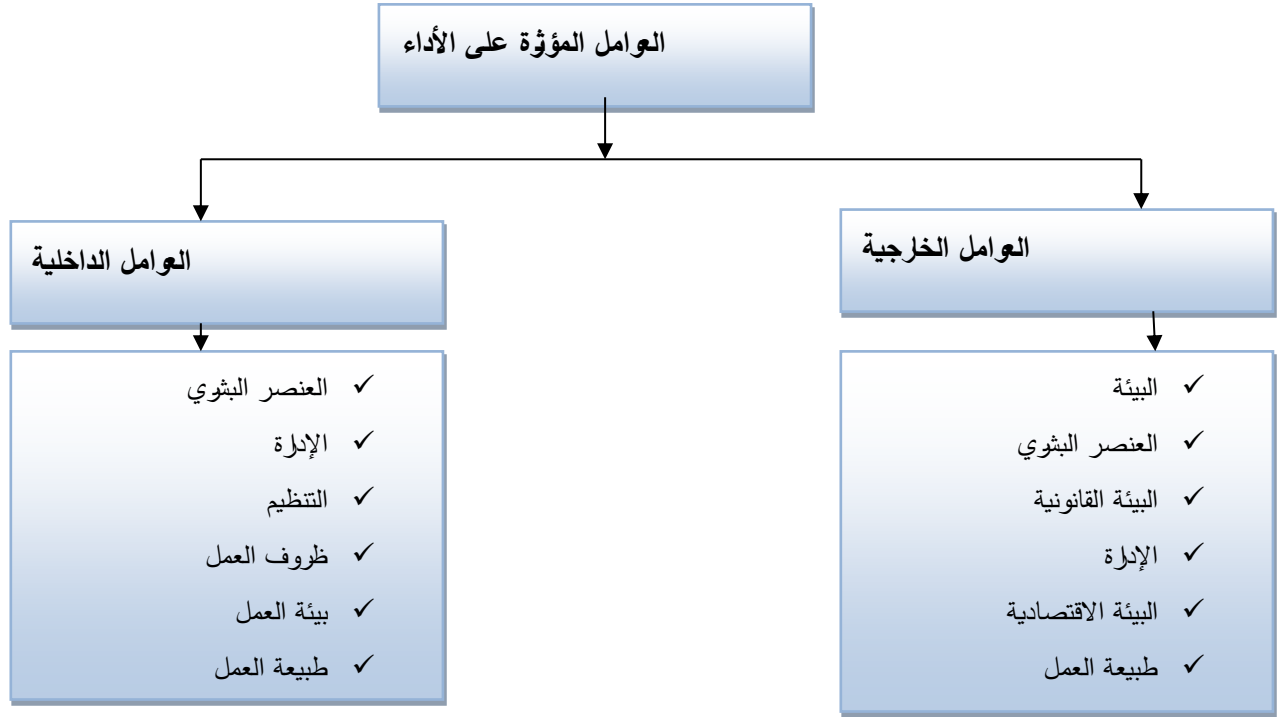 العوامل المؤثرة على الأداء
العوامل الخارجية
العوامل الداخلية
✓ البيئة
✓ العنصر البشري
✓ البيئة القانونية
✓ الإدارة
✓ البيئة الاقتصادية
✓ طبيعة العمل
✓ العنصر البشري
✓ الإدارة
✓ التنظيم
✓ ظروف العمل
✓ بيئة العمل
✓ طبيعة العمل